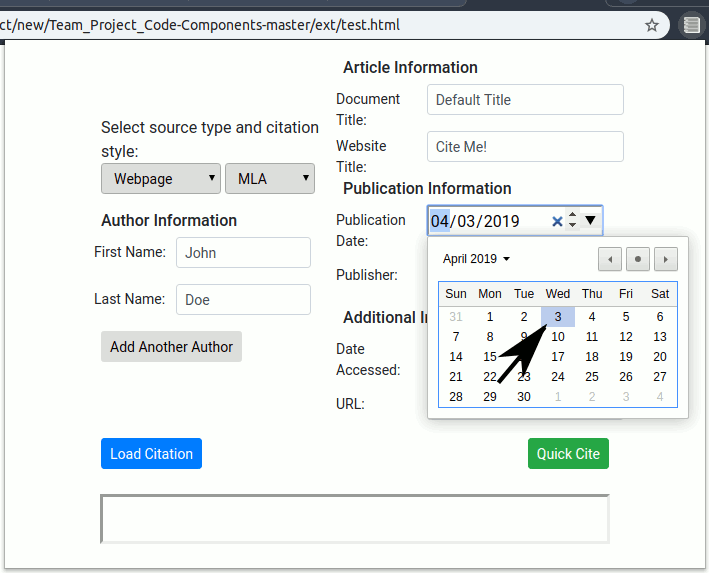 ct/new/Team_Project_Code-Components-master/ext/test.html
Article Information
Document Title:
Default Title
Website Title:
Cite Me!
Select source type and citation style:
Webpage MLA
Publication Information
Publication Date:
04/03/2019
Publisher:
Author Information
First Name: John
Last Name: Doe
Add Another Author
April 2019
Sun Mon Tue Wed Thu Fri Sat
31 1 2 3 4 5 6
7 8 9 10 11 12 13
14 15 17 18 19 20
21 22 23 24 25 26 27
28 29 30 1 2 3 4
Additional I
Date Accessed:
URL:
Load Citation
Quick Cite